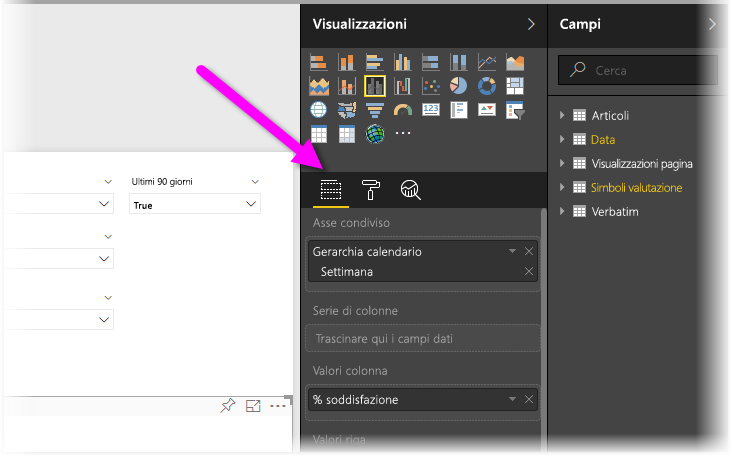 Visualizzazioni
Campi
Cerca
123
Articoli
Data
Visualizzazioni pagina
Simboli valutazione
Verbatim
Ultimi 90 giorni
True
Asse condiviso
Gerarchia calendario
Settimana
Serie di colonne
Trascinare qui i campi dati
Valori colonna
% soddisfazione
Valori riga